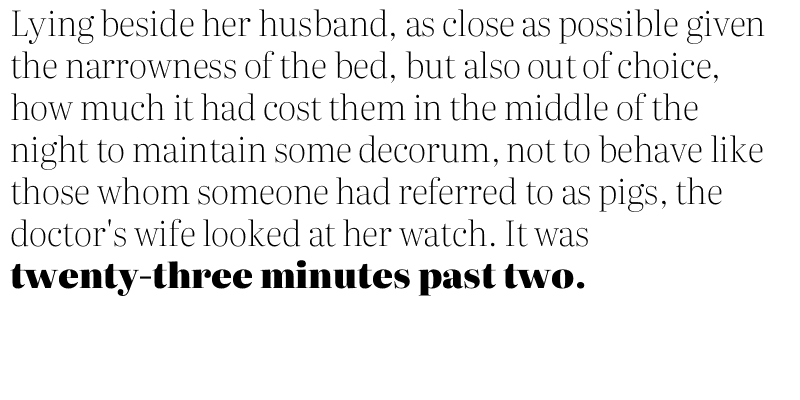 Lying beside her husband, as close as possible given
the narrowness of the bed, but also out of choice,
how much it had cost them in the middle of the
night to maintain some decorum, not to behave like
those whom someone had referred to as pigs, the
doctor's wife looked at her watch. It was
twenty-three minutes past two.